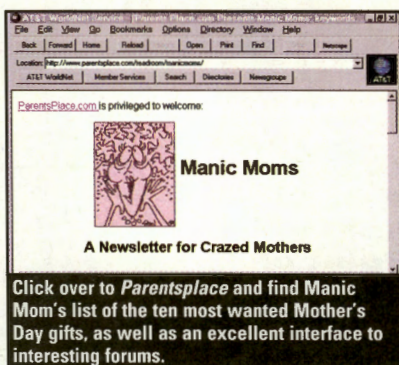 AT&T WorldNet Service - [Parents Place.com Presents Manic Moms: keywords
File Edit View Go Bookmarks Options Directory Window Help
Back Forward Home Reload Open Print Find Netscape
Location: http://www.parentsplace.com/readroom/manicmoms/
AT&T WorldNet Member Services Search Directories Newsgroups
AT&T
ParentsPlace.com is privileged to welcome:
Manic Moms
A Newsletter for Crazed Mothers
Click over to Parentsplace and find Manic
Mom's list of the ten most wanted Mother's
Day gifts, as well as an excellent interface to
interesting forums.